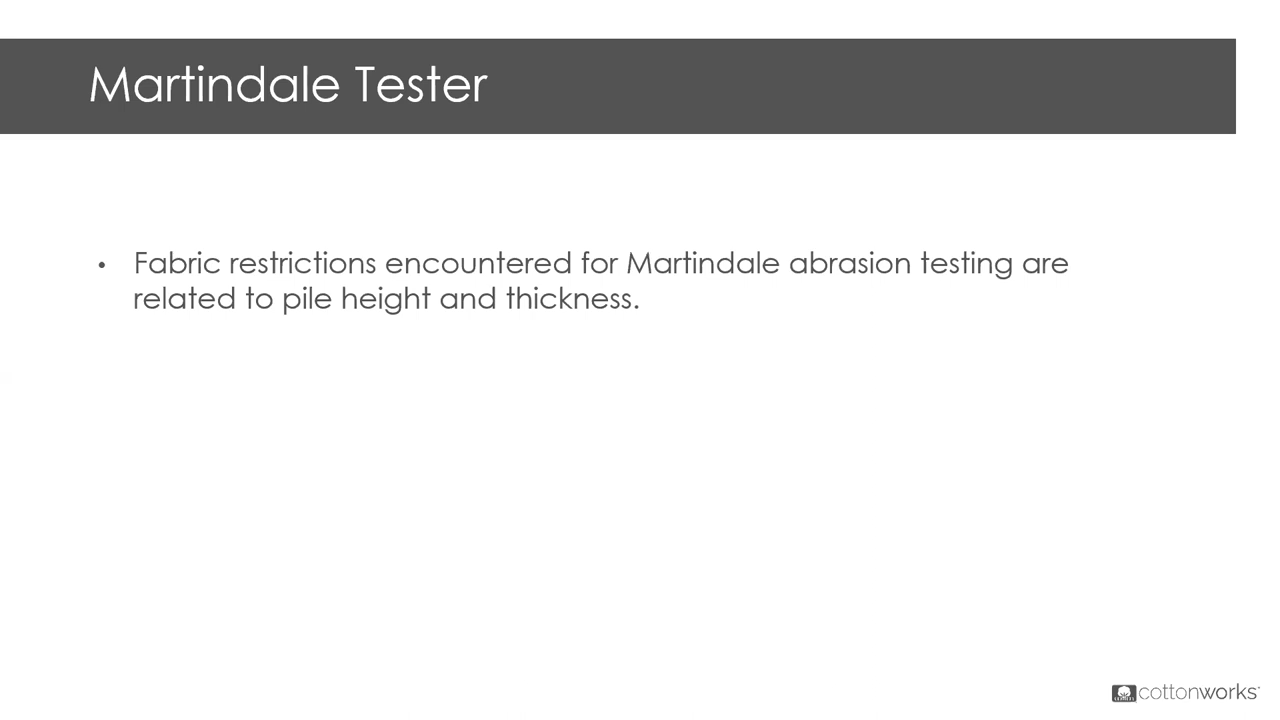 Martindale Tester
• Fabric restrictions encountered for Martindale abrasion testing are
related to pile height and thickness.
cottonworks